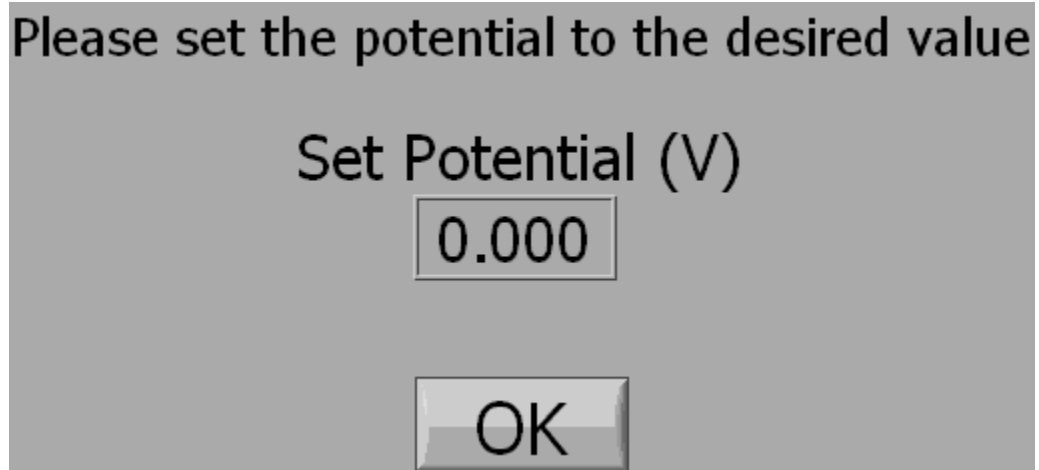 Please set the potential to the desired value
Set Potential (V)
0.000
OK